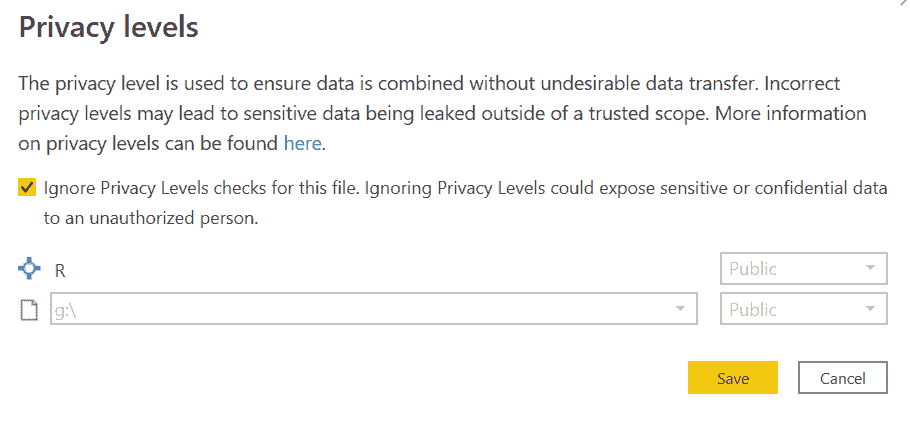 Privacy levels
The privacy level is used to ensure data is combined without undesirable data transfer. Incorrect
privacy levels may lead to sensitive data being leaked outside of a trusted scope. More information
on privacy levels can be found here.
Ignore Privacy Levels checks for this file. Ignoring Privacy Levels could expose sensitive or confidential data
to an unauthorized person.
R Public
g:\ Public
Save Cancel